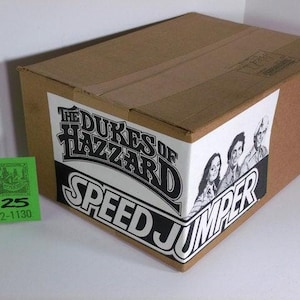 THE DUKES OF
HAZZARD
SPEED JUMPER
25
2-1130